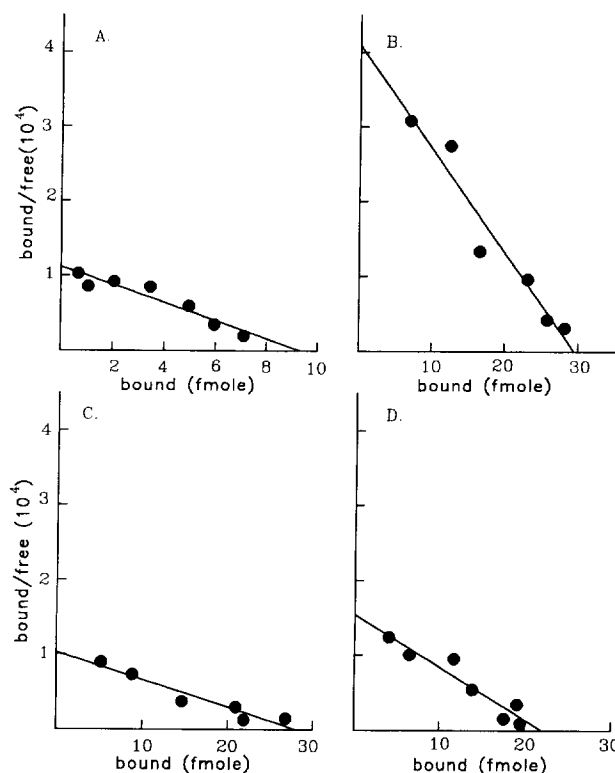 A.
B.
4
3
2
1
bound/free(10⁴)
2 4 6 8 10
bound (fmole)
10 20 30
bound (fmole)
C.
D.
4
3
2
1
bound/free (10⁴)
10 20 30
bound (fmole)
10 20 30
bound (fmole)